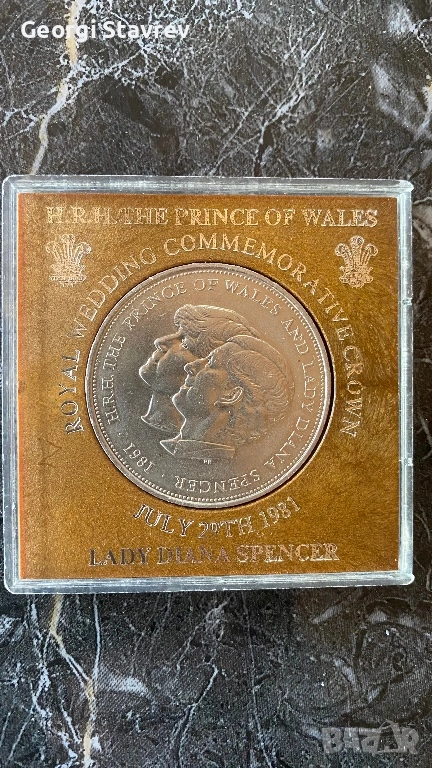 Georgi Stavrev
H.R.H. THE PRINCE OF WALES
ROYAL WEDDING COMMEMORATIVE CROWN
H.R.H. THE PRINCE OF WALES AND LADY DIANA SPENCER · 1981 ·
JULY 29TH 1981
LADY DIANA SPENCER
BAZAR